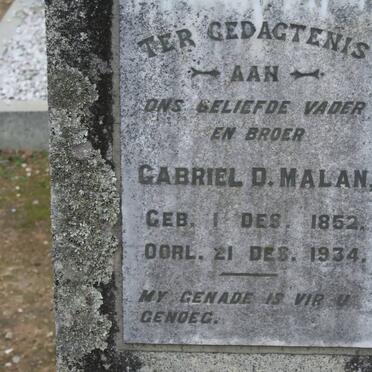 TER GEDAGTENIS
AAN
ONS GELIEFDE VADER
EN BROER
GABRIEL D. MALAN,
GEB. 1 DES. 1852,
OORL. 21 DES. 1934.
MY GENADE IS VIR U
GENOEG.